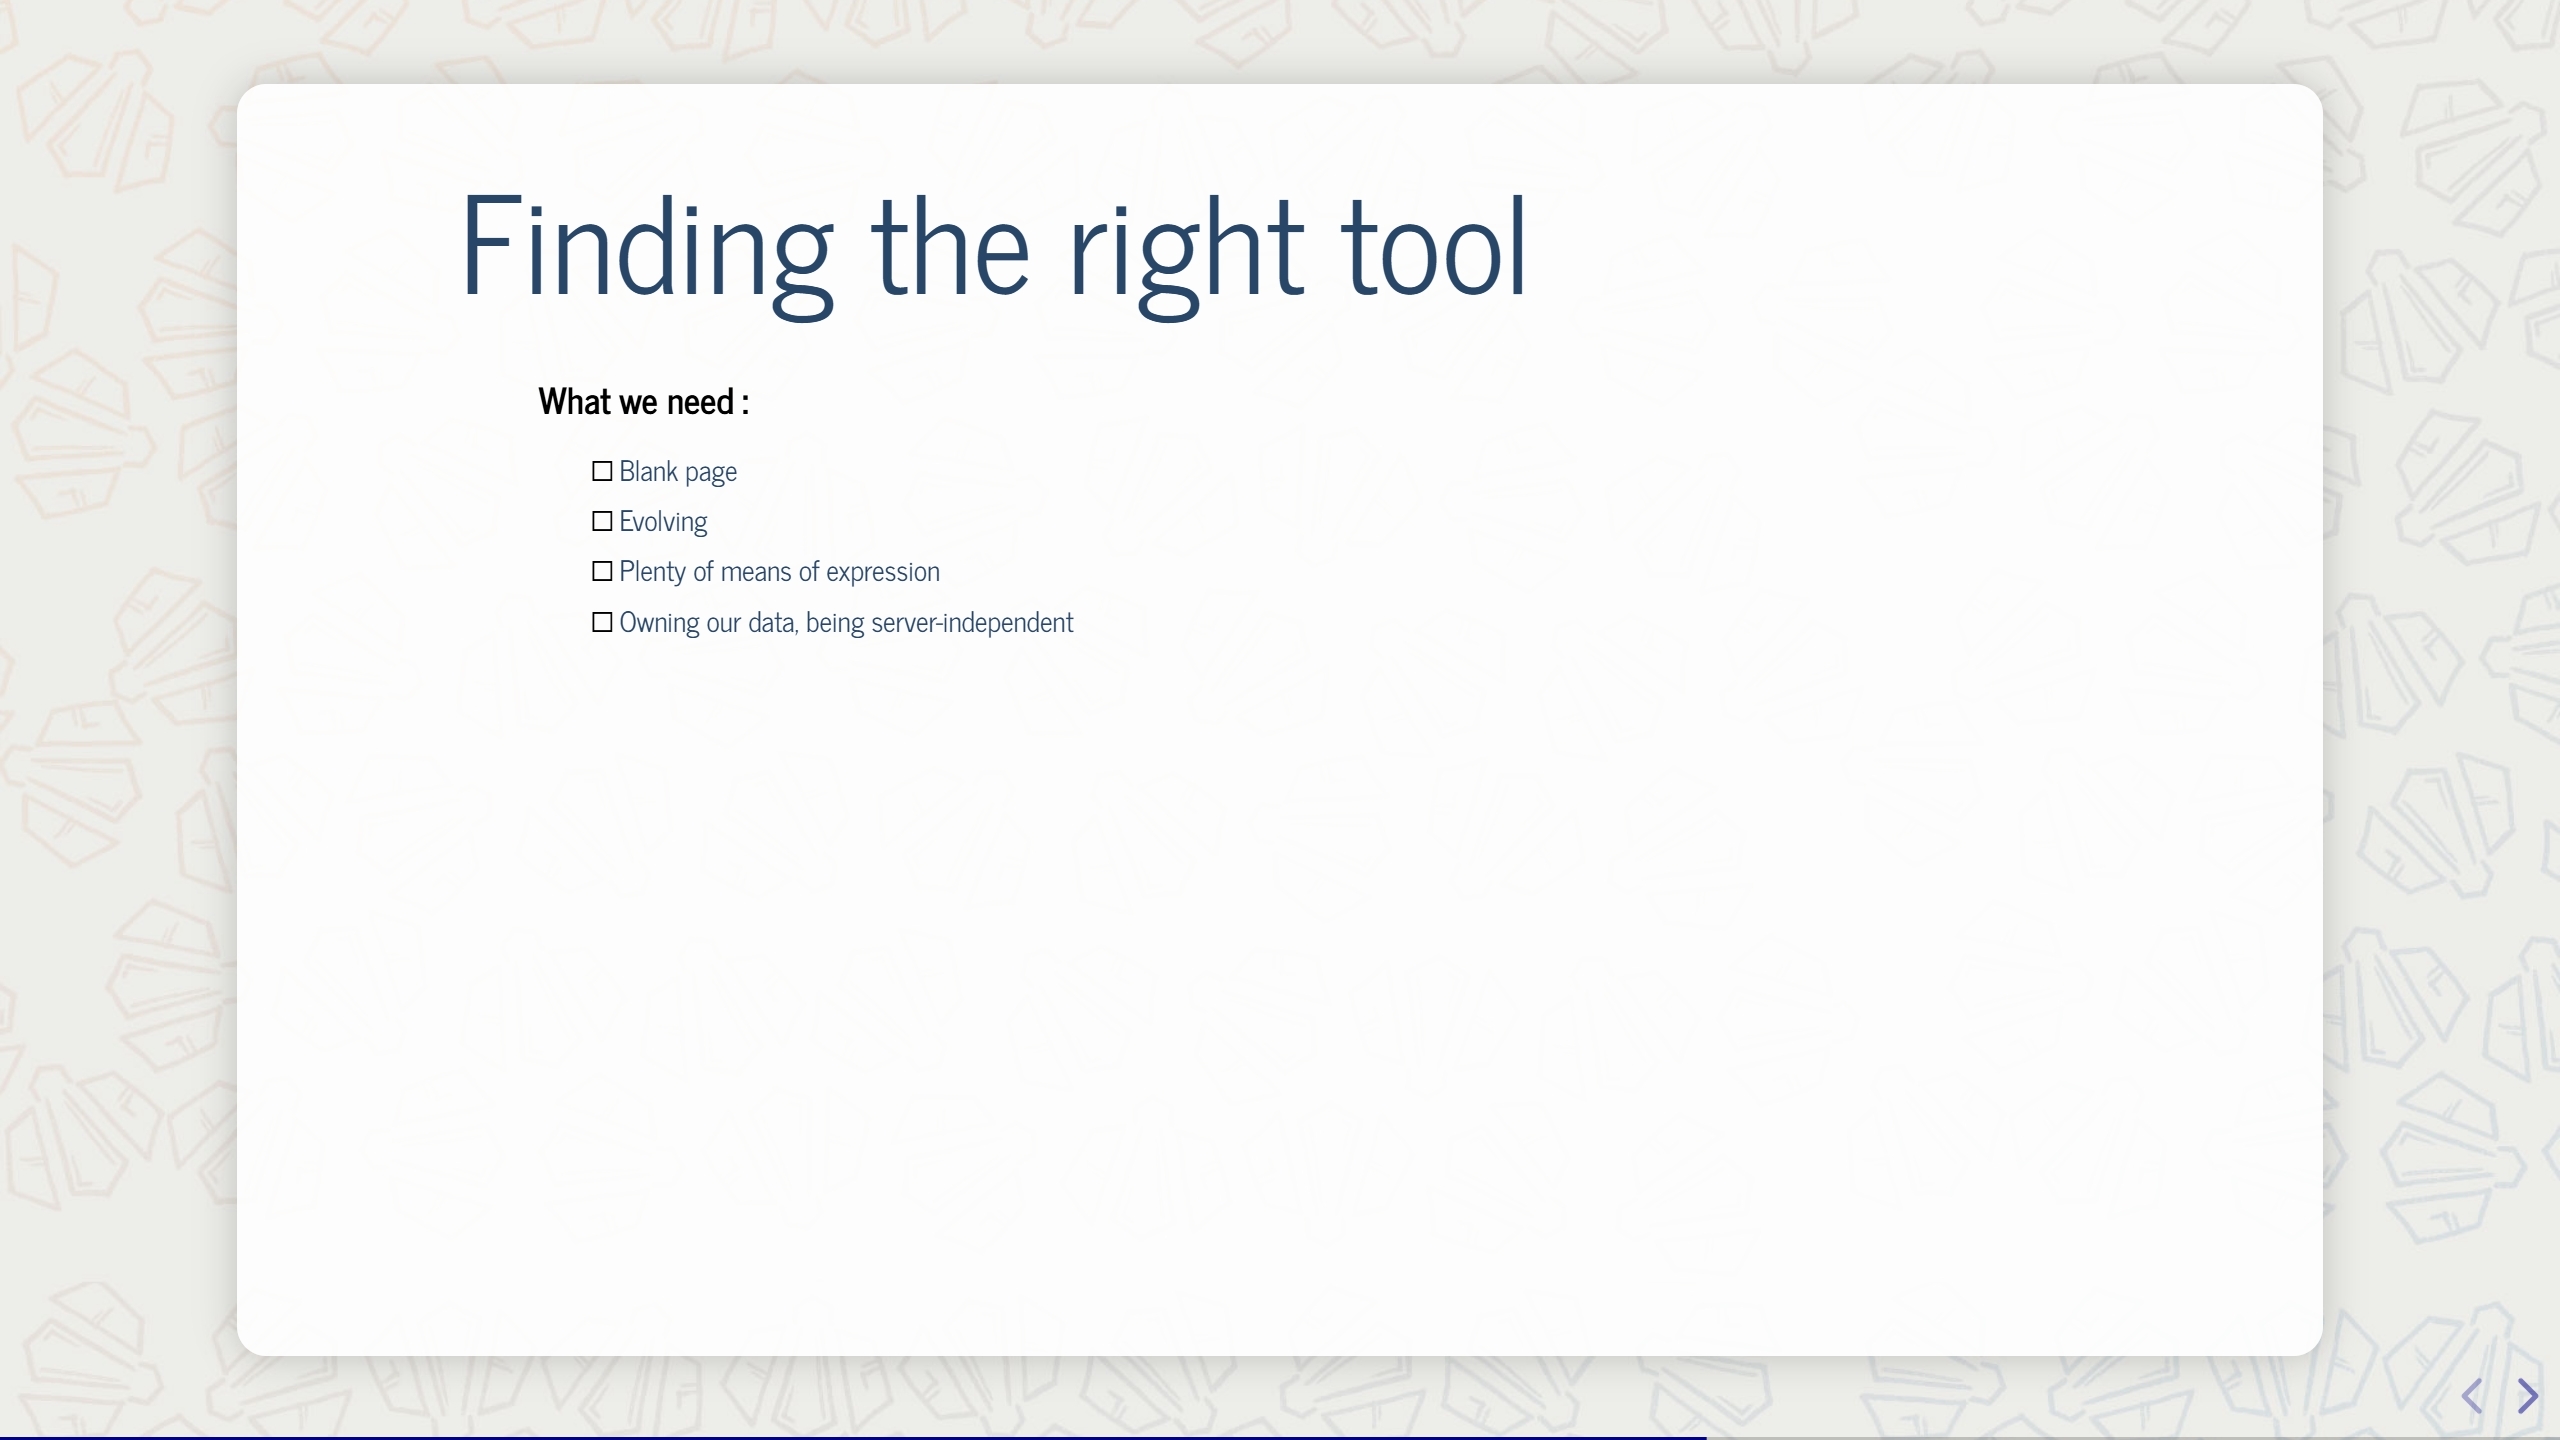 Finding the right tool
What we need :
☐ Blank page
☐ Evolving
☐ Plenty of means of expression
☐ Owning our data, being server-independent